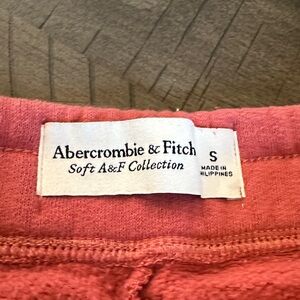 Abercrombie & Fitch
Soft A&F Collection
S
MADE IN
PHILIPPINES